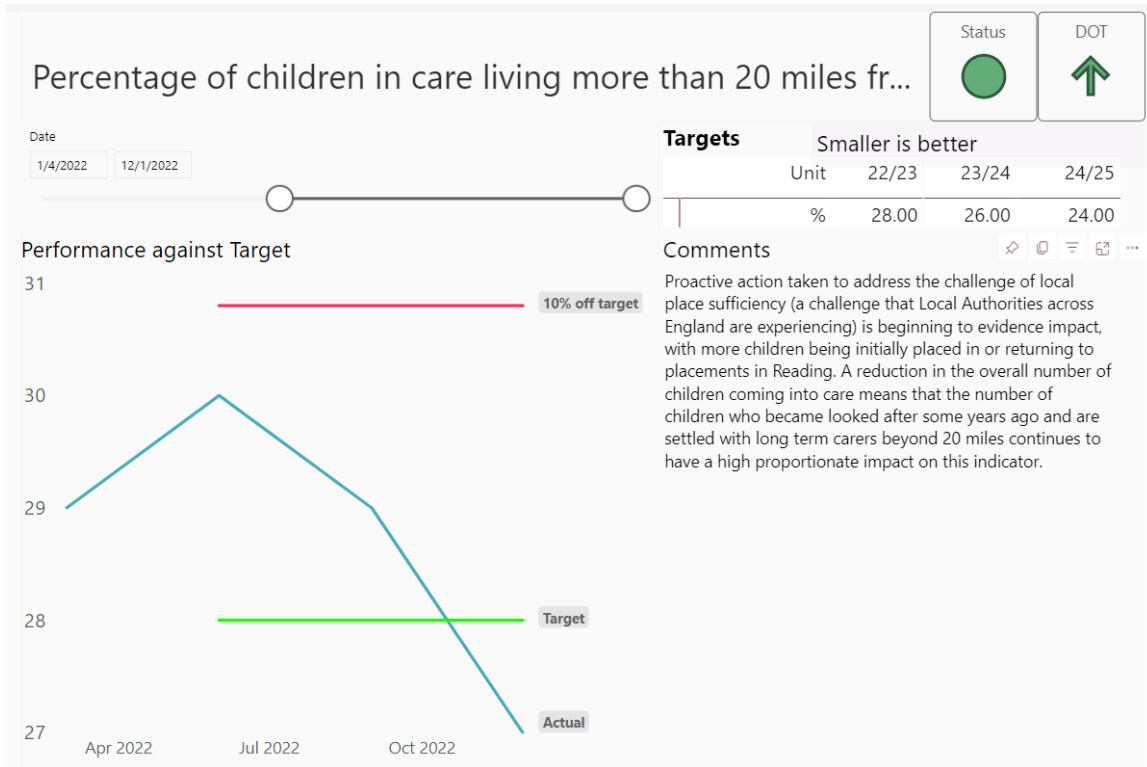 Percentage of children in care living more than 20 miles fr...
Status
DOT
Date
1/4/2022
12/1/2022
Targets
Smaller is better
Unit 22/23 23/24 24/25
% 28.00 26.00 24.00
Performance against Target
31
30
29
28
27
10% off target
Target
Actual
Apr 2022
Jul 2022
Oct 2022
Comments
Proactive action taken to address the challenge of local
place sufficiency (a challenge that Local Authorities across
England are experiencing) is beginning to evidence impact,
with more children being initially placed in or returning to
placements in Reading. A reduction in the overall number of
children coming into care means that the number of
children who became looked after some years ago and are
settled with long term carers beyond 20 miles continues to
have a high proportionate impact on this indicator.